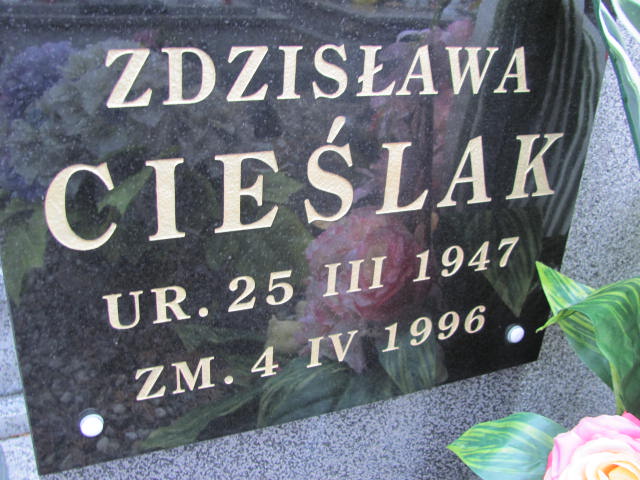 ZDZISŁAWA
CIEŚLAK
UR. 25 III 1947
ZM. 4 IV 1996